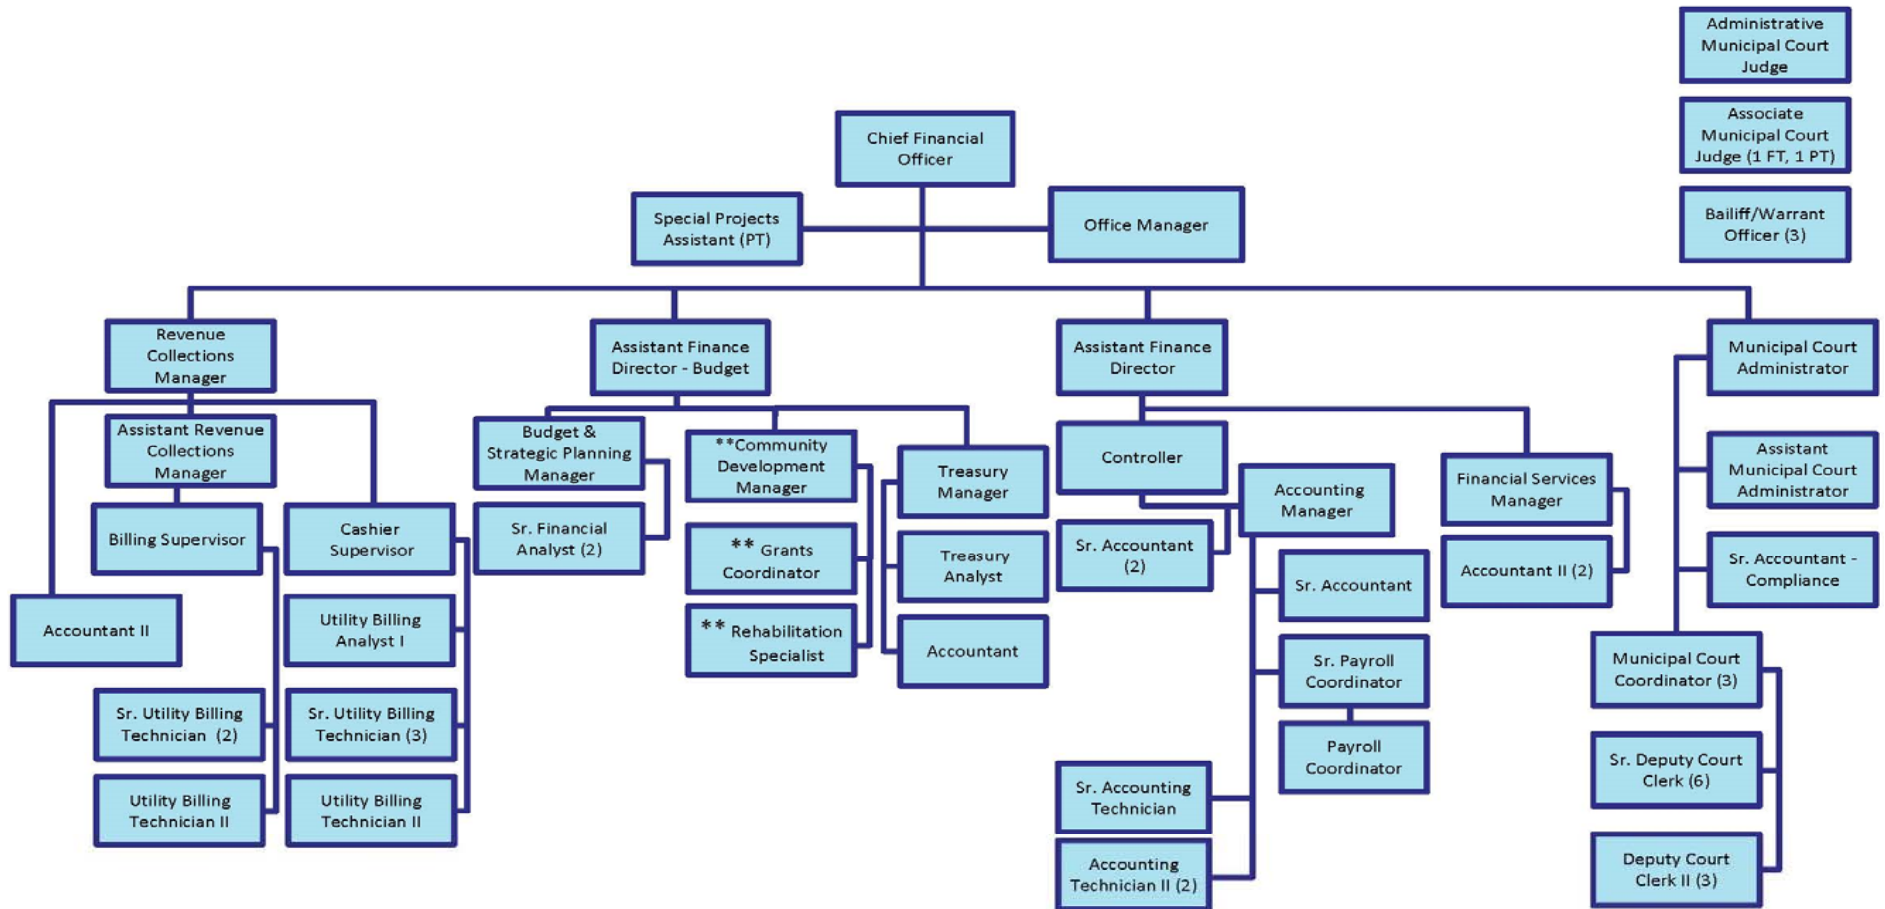 Administrative
Municipal Court
Judge
Associate
Municipal Court
Judge (1 FT, 1 PT)
Bailiff/Warrant
Officer (3)
Chief Financial
Officer
Special Projects
Assistant (PT)
Office Manager
Revenue
Collections
Manager
Assistant Finance
Director - Budget
Assistant Finance
Director
Municipal Court
Administrator
Assistant Revenue
Collections
Manager
Billing Supervisor
Cashier
Supervisor
Accountant II
Utility Billing
Analyst I
Sr. Utility Billing
Technician (2)
Sr. Utility Billing
Technician (3)
Utility Billing
Technician II
Utility Billing
Technician II
Budget &
Strategic Planning
Manager
Sr. Financial
Analyst (2)
**Community
Development
Manager
** Grants
Coordinator
** Rehabilitation
Specialist
Treasury
Manager
Treasury
Analyst
Accountant
Controller
Accounting
Manager
Sr. Accountant
(2)
Sr. Accountant
Sr. Payroll
Coordinator
Payroll
Coordinator
Sr. Accounting
Technician
Accounting
Technician II (2)
Financial Services
Manager
Accountant II (2)
Assistant
Municipal Court
Administrator
Sr. Accountant -
Compliance
Municipal Court
Coordinator (3)
Sr. Deputy Court
Clerk (6)
Deputy Court
Clerk II (3)